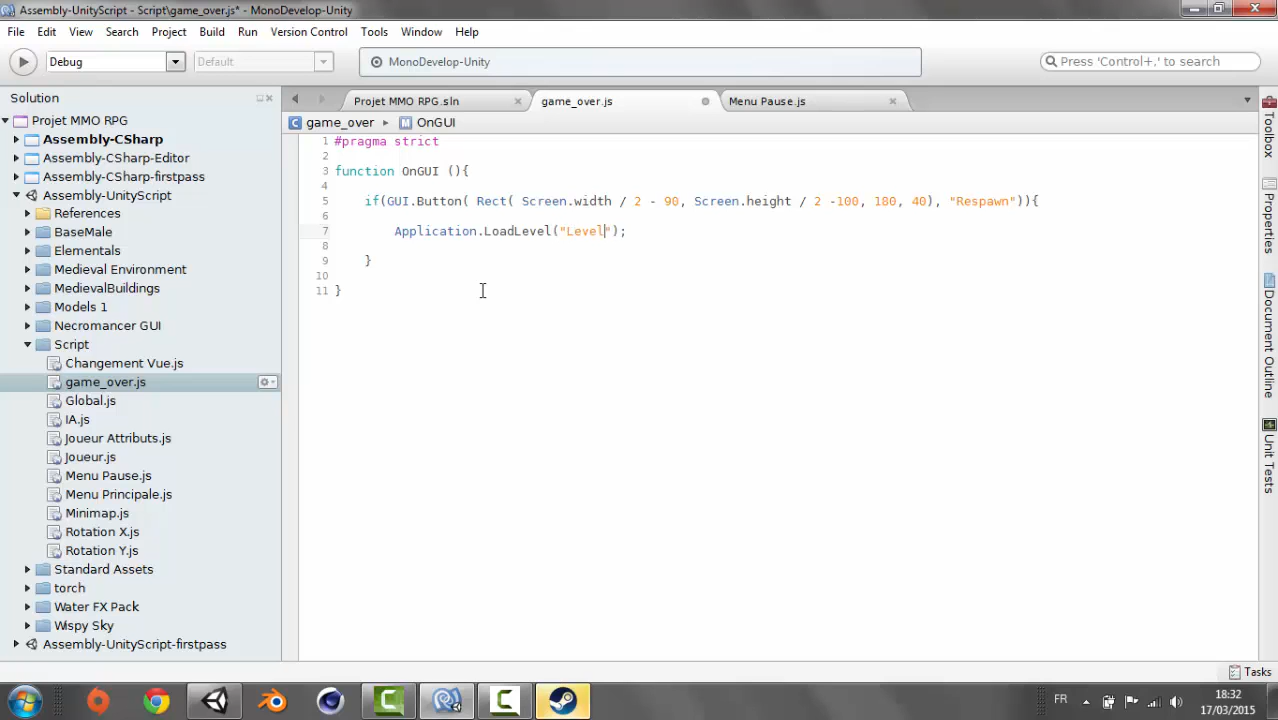 Assembly-UnityScript - Script\game_over.js* - MonoDevelop-Unity
File Edit View Search Project Build Run Version Control Tools Window Help
Debug Default MonoDevelop-Unity Press 'Control+,' to search
Solution
Projet MMO RPG.sln game_over.js Menu Pause.js
game_over OnGUI
Projet MMO RPG
Assembly-CSharp
Assembly-CSharp-Editor
Assembly-CSharp-firstpass
Assembly-UnityScript
References
BaseMale
Elementals
Medieval Environment
MedievalBuildings
Models 1
Necromancer GUI
Script
Changement Vue.js
game_over.js
Global.js
IA.js
Joueur Attributs.js
Joueur.js
Menu Pause.js
Menu Principale.js
Minimap.js
Rotation X.js
Rotation Y.js
Standard Assets
torch
Water FX Pack
Wispy Sky
Assembly-UnityScript-firstpass
1 #pragma strict
2
3 function OnGUI (){
4
5 if(GUI.Button( Rect( Screen.width / 2 - 90, Screen.height / 2 -100, 180, 40), "Respawn")){
6
7 Application.LoadLevel("Level");
8
9 }
10
11 }
Toolbox
Properties
Document Outline
Unit Tests
Tasks
FR
18:32
17/03/2015